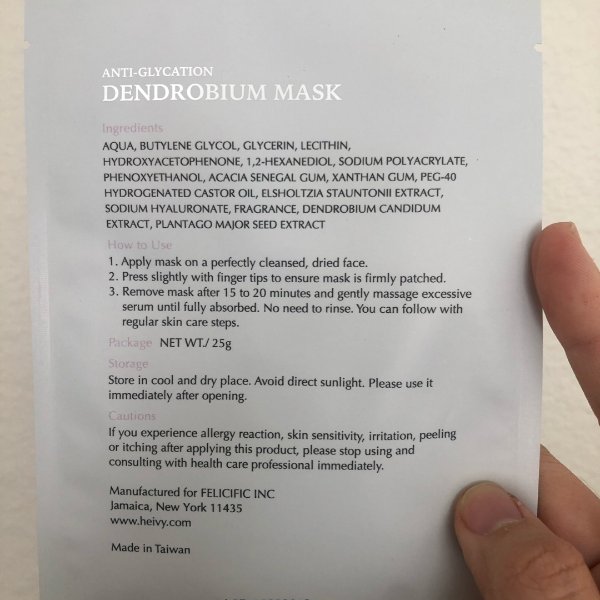 ANTI-GLYCATION
DENDROBIUM MASK
Ingredients
AQUA, BUTYLENE GLYCOL, GLYCERIN, LECITHIN,
HYDROXYACETOPHENONE, 1,2-HEXANEDIOL, SODIUM POLYACRYLATE,
PHENOXYETHANOL, ACACIA SENEGAL GUM, XANTHAN GUM, PEG-40
HYDROGENATED CASTOR OIL, ELSHOLTZIA STAUNTONII EXTRACT,
SODIUM HYALURONATE, FRAGRANCE, DENDROBIUM CANDIDUM
EXTRACT, PLANTAGO MAJOR SEED EXTRACT
How to Use
1. Apply mask on a perfectly cleansed, dried face.
2. Press slightly with finger tips to ensure mask is firmly patched.
3. Remove mask after 15 to 20 minutes and gently massage excessive
serum until fully absorbed. No need to rinse. You can follow with
regular skin care steps.
Package NET WT./ 25g
Storage
Store in cool and dry place. Avoid direct sunlight. Please use it
immediately after opening.
Cautions
If you experience allergy reaction, skin sensitivity, irritation, peeling
or itching after applying this product, please stop using and
consulting with health care professional immediately.
Manufactured for FELICIFIC INC
Jamaica, New York 11435
www.heivy.com
Made in Taiwan